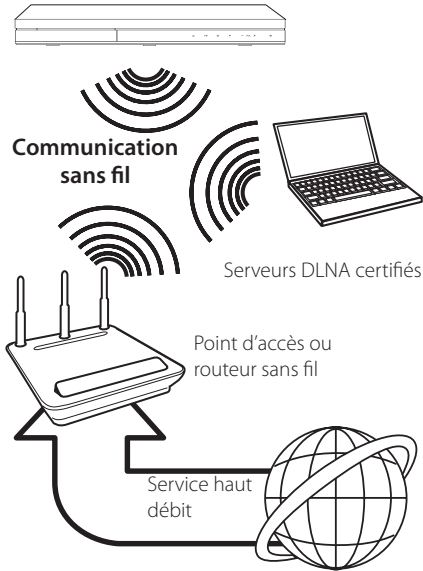 Communication
sans fil
Serveurs DLNA certifiés
Point d’accès ou
routeur sans fil
Service haut
débit